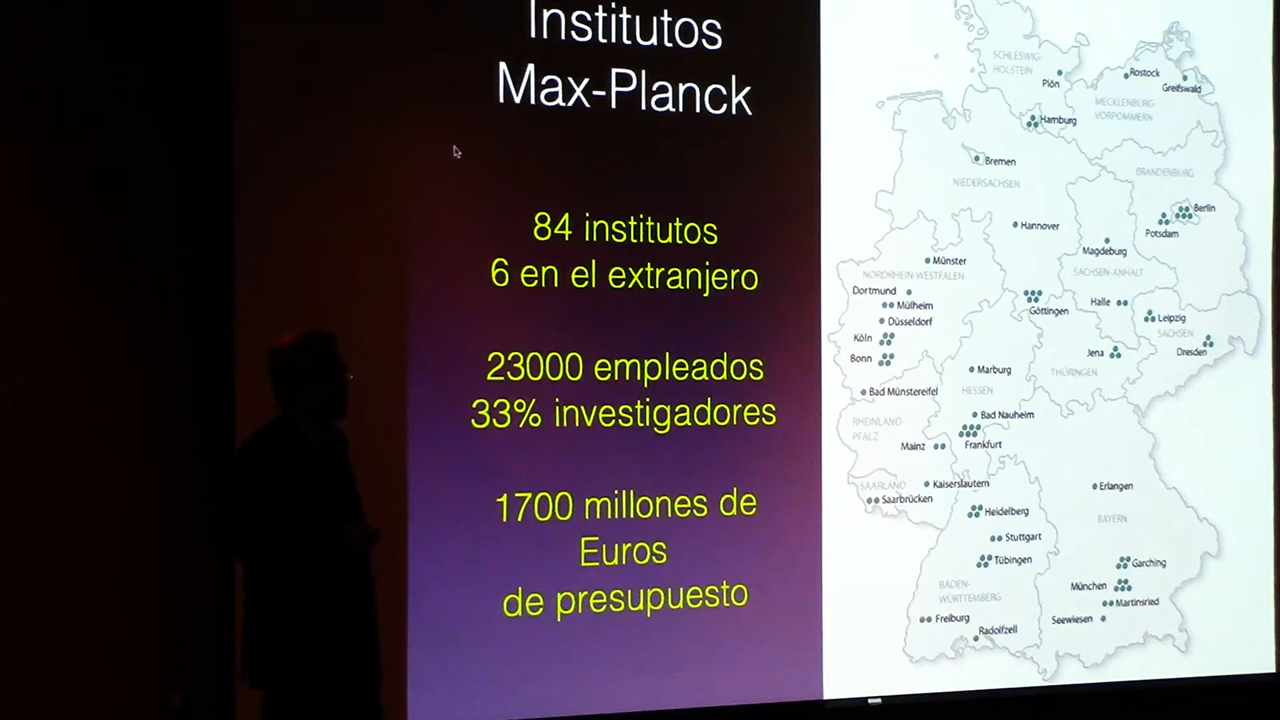 Institutos
Max-Planck
84 institutos
6 en el extranjero
23000 empleados
33% investigadores
1700 millones de
Euros
de presupuesto
SCHLESWIG-
HOLSTEIN
Plön
Rostock
Greifswald
MECKLENBURG-
VORPOMMERN
Hamburg
Bremen
NIEDERSACHSEN
BRANDENBURG
Berlin
Potsdam
Hannover
Magdeburg
Münster
NORDRHEIN-WESTFALEN
SACHSEN-ANHALT
Dortmund
Mülheim
Halle
Göttingen
Düsseldorf
Leipzig
SACHSEN
Köln
Dresden
Bonn
Jena
Marburg
THÜRINGEN
Bad Münstereifel
HESSEN
Bad Nauheim
RHEINLAND-
PFALZ
Mainz
Frankfurt
SAARLAND
Kaiserslautern
Saarbrücken
Erlangen
Heidelberg
BAYERN
Stuttgart
Tübingen
Garching
München
BADEN-
WÜRTTEMBERG
Martinsried
Freiburg
Seewiesen
Radolfzell